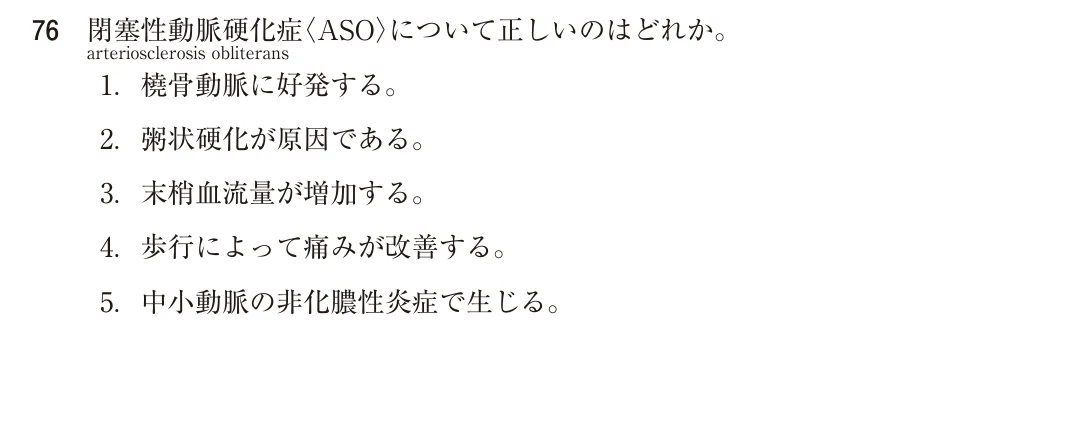 76 閉塞性動脈硬化症〈ASO〉について正しいのはどれか。
arteriosclerosis obliterans
1. 橈骨動脈に好発する。
2. 粥状硬化が原因である。
3. 末梢血流量が増加する。
4. 歩行によって痛みが改善する。
5. 中小動脈の非化膿性炎症で生じる。